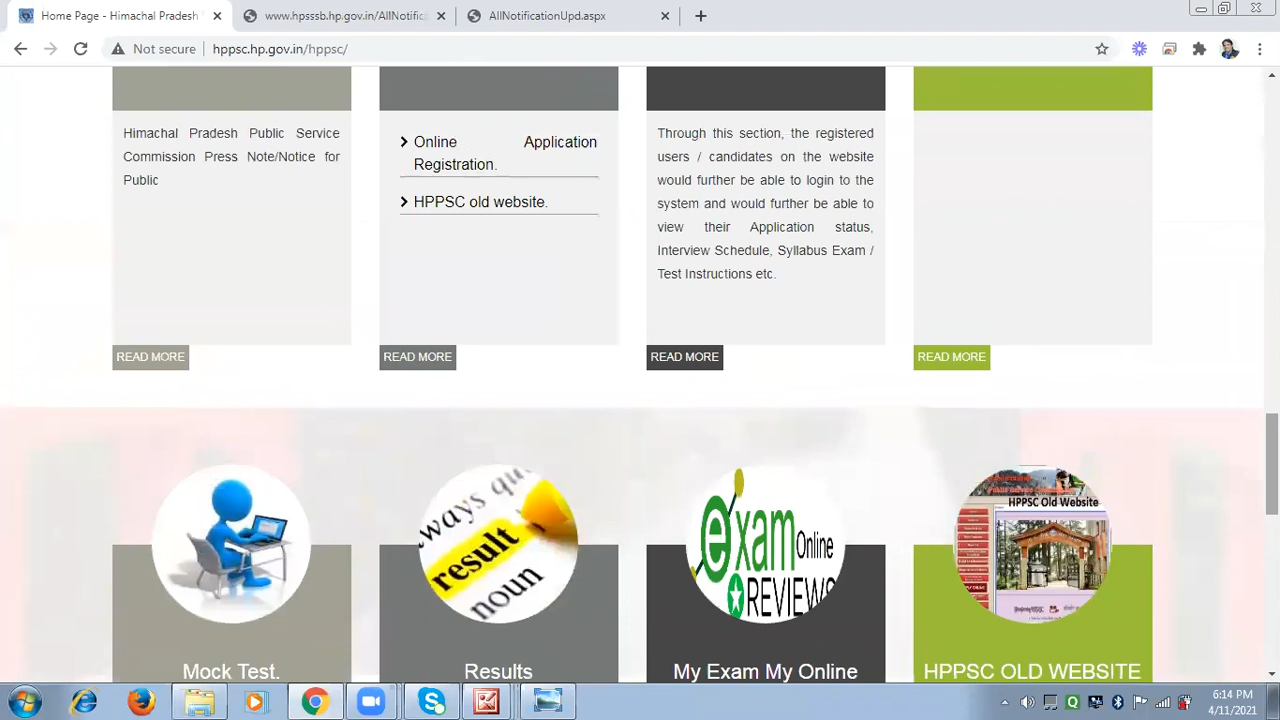 Home Page - Himachal Pradesh
www.hpsssb.hp.gov.in/AllNotific
AllNotificationUpd.aspx
Not secure
hppsc.hp.gov.in/hppsc/
Himachal Pradesh Public Service
Commission Press Note/Notice for
Public
Online Application
Registration.
HPPSC old website.
Through this section, the registered
users / candidates on the website
would further be able to login to the
system and would further be able to
view their Application status,
Interview Schedule, Syllabus Exam /
Test Instructions etc.
READ MORE
READ MORE
READ MORE
READ MORE
ways
result
noun
exam Online
REVIEWS
HPPSC Old Website
Mock Test.
Results
My Exam My Online
HPPSC OLD WEBSITE
6:14 PM
4/11/2021